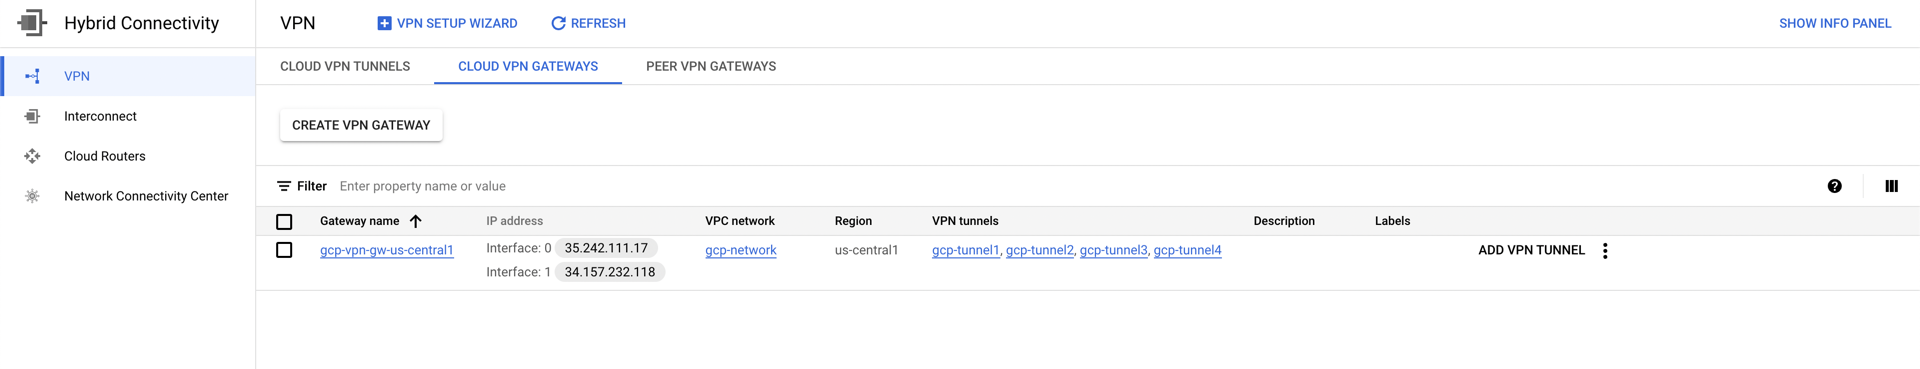 Hybrid Connectivity
VPN
VPN SETUP WIZARD
REFRESH
SHOW INFO PANEL
VPN
Interconnect
Cloud Routers
Network Connectivity Center
CLOUD VPN TUNNELS
CLOUD VPN GATEWAYS
PEER VPN GATEWAYS
CREATE VPN GATEWAY
Filter Enter property name or value
Gateway name IP address VPC network Region VPN tunnels Description Labels
gcp-vpn-gw-us-central1 Interface: 0 35.242.111.17 gcp-network us-central1 gcp-tunnel1, gcp-tunnel2, gcp-tunnel3, gcp-tunnel4 ADD VPN TUNNEL
Interface: 1 34.157.232.118